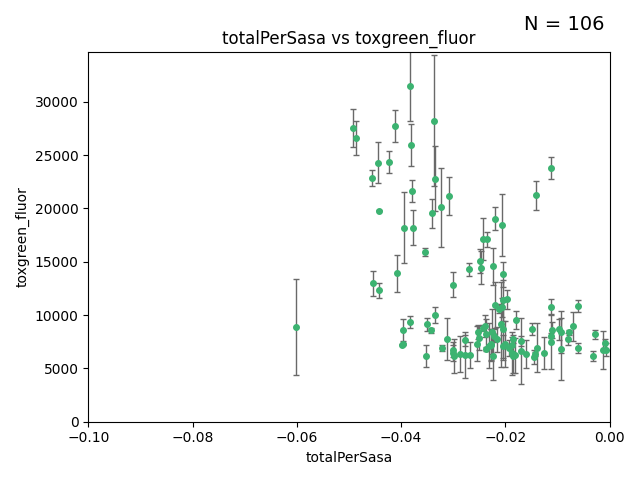 N = 106
totalPerSasa vs toxgreen_fluor
30000
25000
20000
15000
10000
5000
0
toxgreen_fluor
−0.10 −0.08 −0.06 −0.04 −0.02 0.00
totalPerSasa